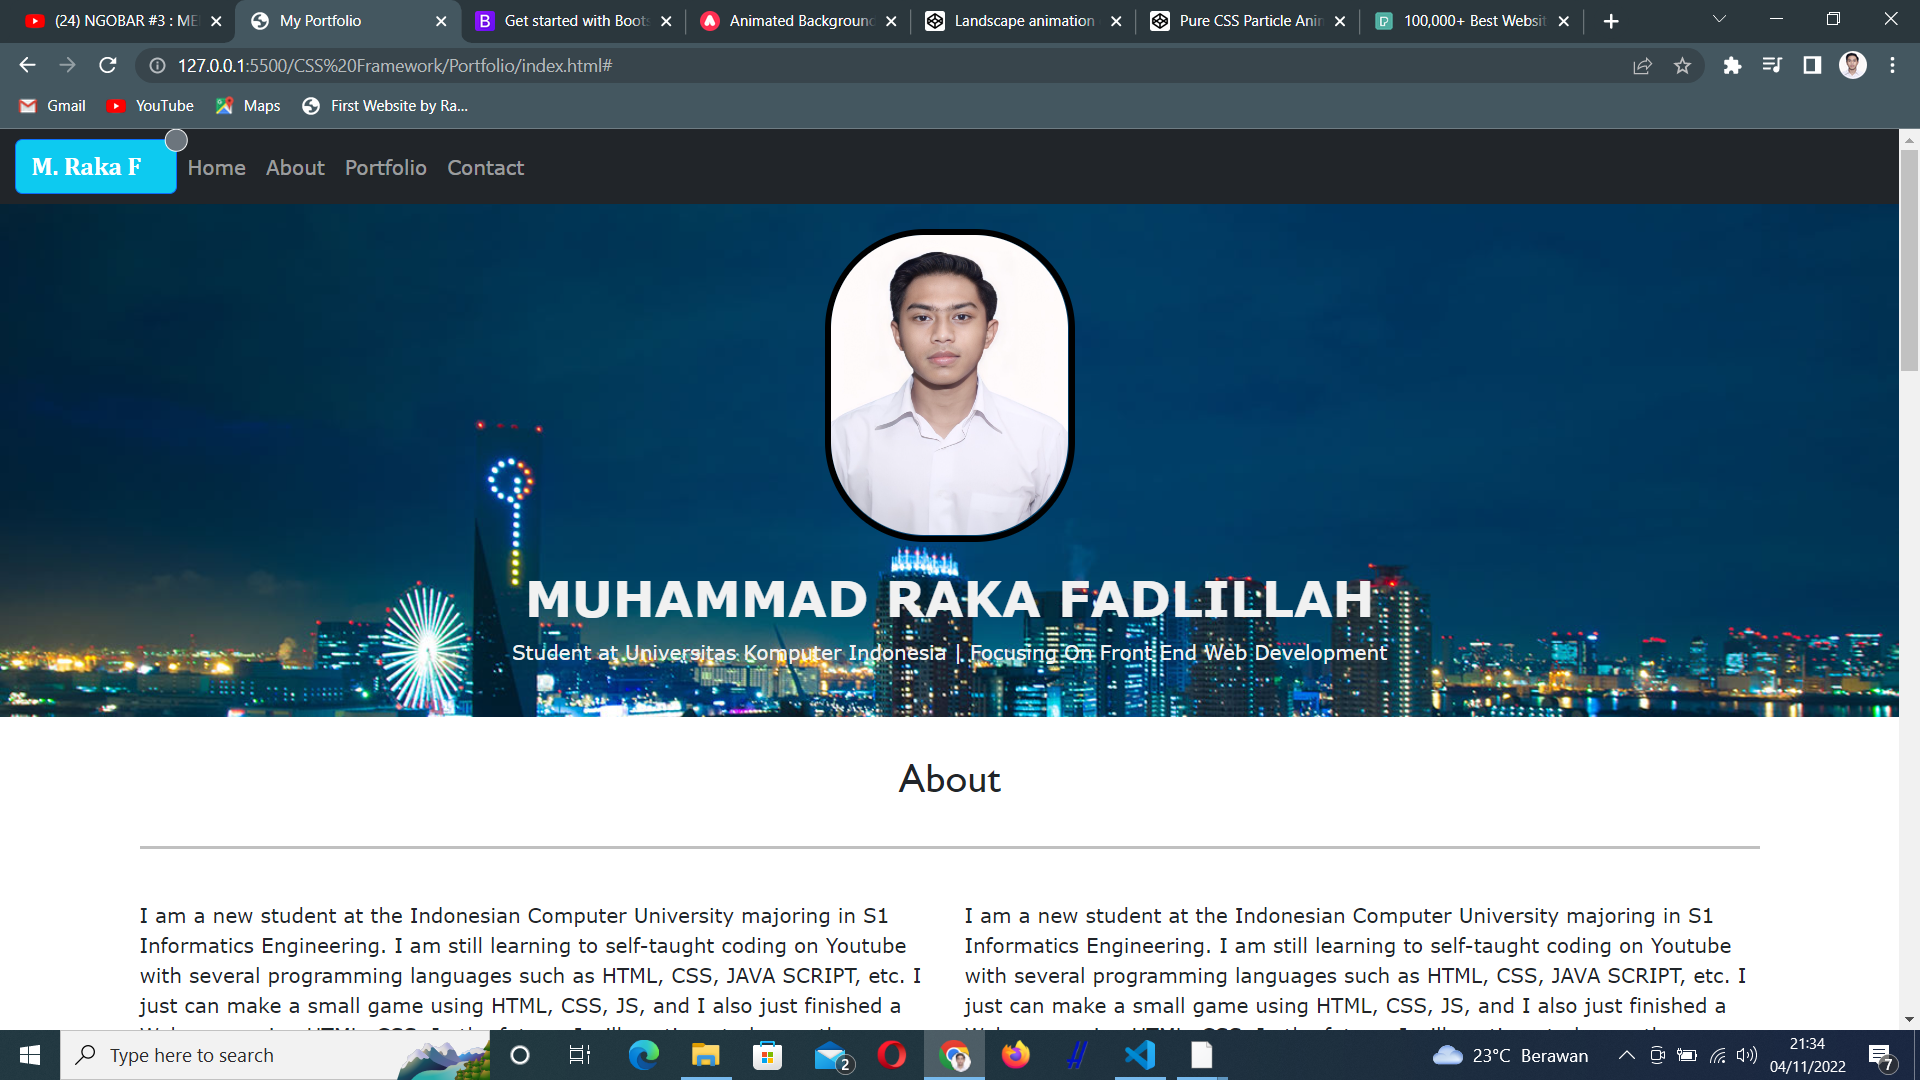 (24) NGOBAR #3 : ME
My Portfolio
Get started with Boots
Animated Background
Landscape animation
Pure CSS Particle Anin
100,000+ Best Websit
127.0.0.1:5500/CSS%20Framework/Portfolio/index.html#
Gmail
YouTube
Maps
First Website by Ra...
M. Raka F
Home
About
Portfolio
Contact
MUHAMMAD RAKA FADLILLAH
Student at Universitas Komputer Indonesia | Focusing On Front End Web Development
About
I am a new student at the Indonesian Computer University majoring in S1
Informatics Engineering. I am still learning to self-taught coding on Youtube
with several programming languages such as HTML, CSS, JAVA SCRIPT, etc. I
just can make a small game using HTML, CSS, JS, and I also just finished a
I am a new student at the Indonesian Computer University majoring in S1
Informatics Engineering. I am still learning to self-taught coding on Youtube
with several programming languages such as HTML, CSS, JAVA SCRIPT, etc. I
just can make a small game using HTML, CSS, JS, and I also just finished a
Type here to search
2
23°C Berawan
21:34
04/11/2022
7